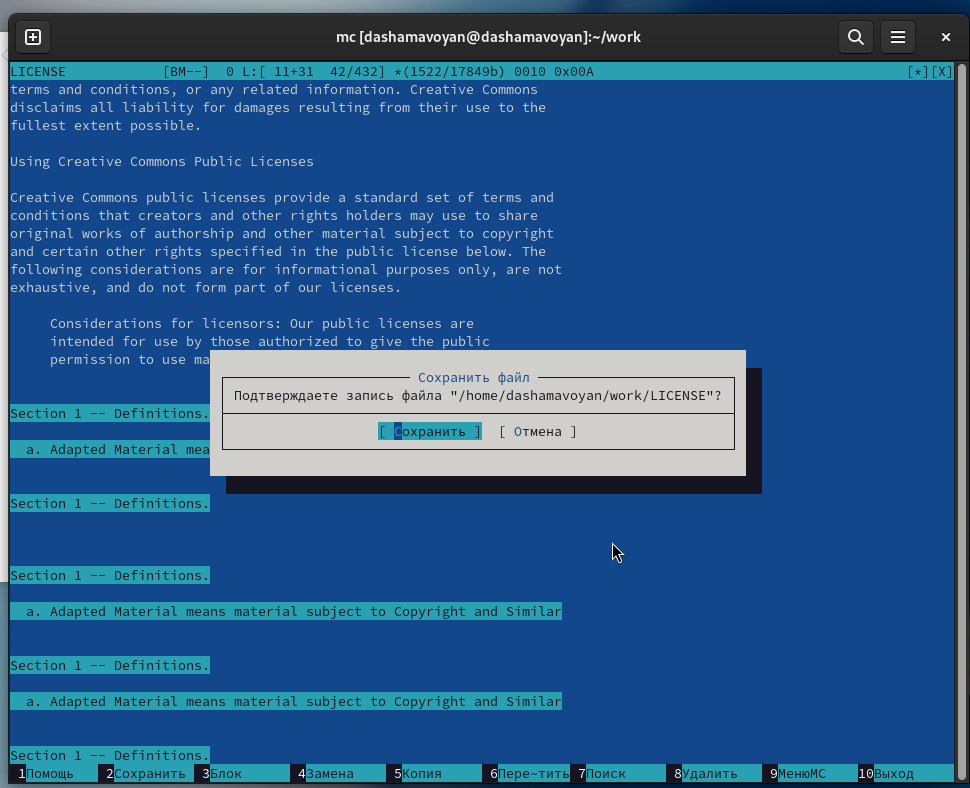 mc [dashamavoyan@dashamavoyan]:~/work
LICENSE [BM--] 0 L:[ 11+31 42/432] *(1522/17849b) 0010 0x00A [*][X]
terms and conditions, or any related information. Creative Commons
disclaims all liability for damages resulting from their use to the
fullest extent possible.
Using Creative Commons Public Licenses
Creative Commons public licenses provide a standard set of terms and
conditions that creators and other rights holders may use to share
original works of authorship and other material subject to copyright
and certain other rights specified in the public license below. The
following considerations are for informational purposes only, are not
exhaustive, and do not form part of our licenses.
Considerations for licensors: Our public licenses are
intended for use by those authorized to give the public
permission to use ma
Сохранить файл
Подтверждаете запись файла "/home/dashamavoyan/work/LICENSE"?
[ Сохранить ] [ Отмена ]
Section 1 -- Definitions.
a. Adapted Material mea
Section 1 -- Definitions.
Section 1 -- Definitions.
a. Adapted Material means material subject to Copyright and Similar
Section 1 -- Definitions.
a. Adapted Material means material subject to Copyright and Similar
Section 1 -- Definitions.
1Помощь 2Сохранить 3Блок 4Замена 5Копия 6Пере~тить 7Поиск 8Удалить 9МенюMC 10Выход